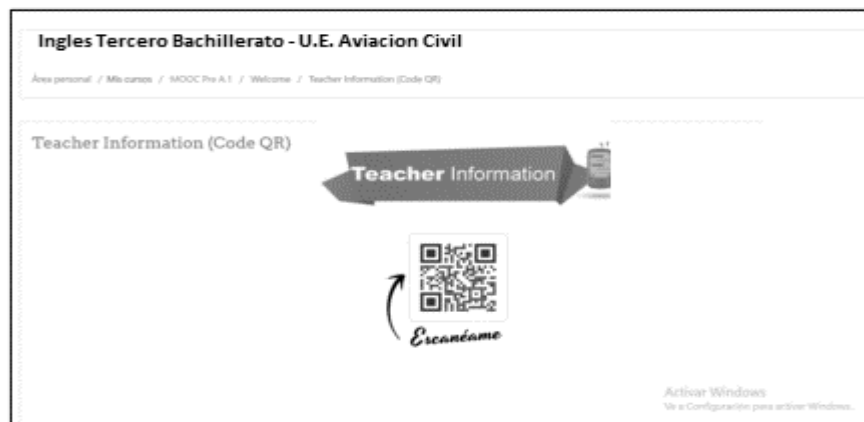 Ingles Tercero Bachillerato - U.E. Aviacion Civil
Área personal / Mis cursos / MOOC Pre A.1 / Welcome / Teacher Information (Code QR)
Teacher Information (Code QR)
Teacher Information
Escanéame
Activar Windows
Ve a Configuración para activar Windows.